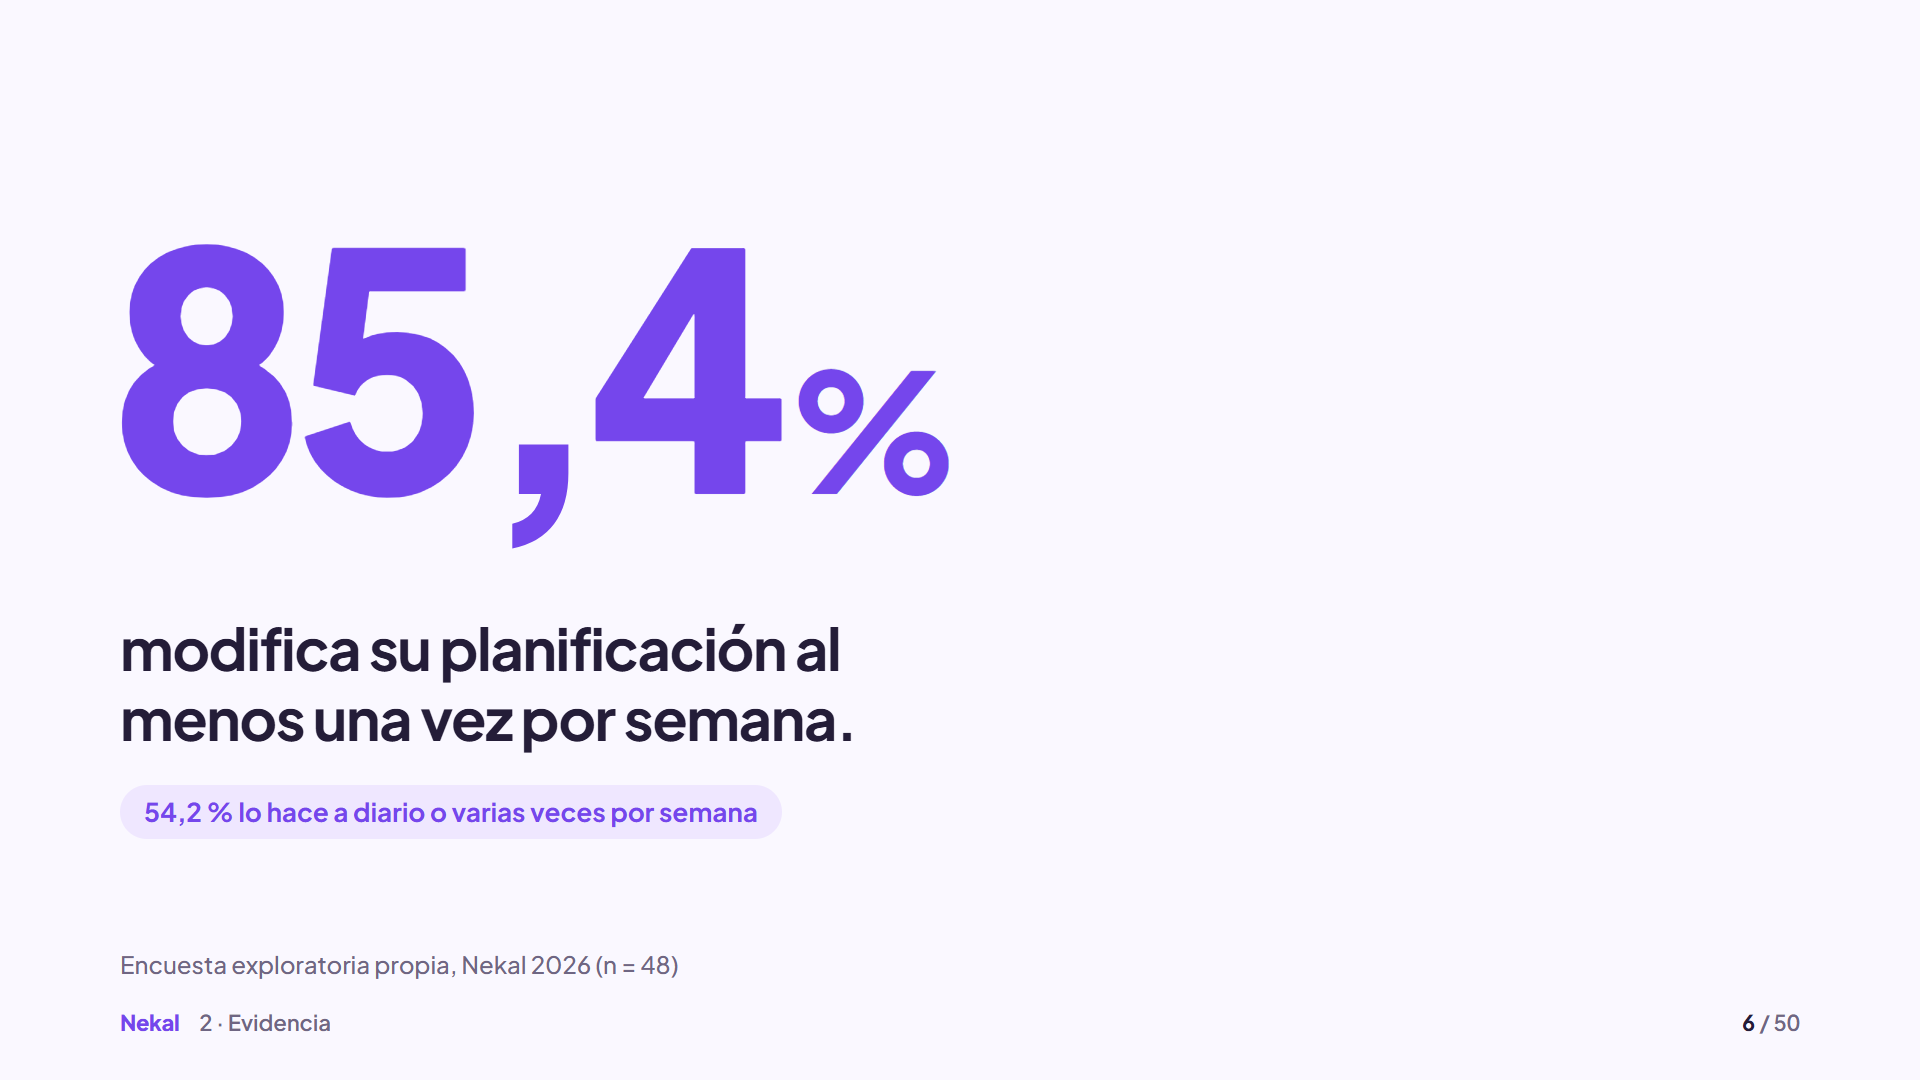 85,4%
modifica su planificación al
menos una vez por semana.
54,2 % lo hace a diario o varias veces por semana
Encuesta exploratoria propia, Nekal 2026 (n = 48)
Nekal 2 · Evidencia
6 / 50